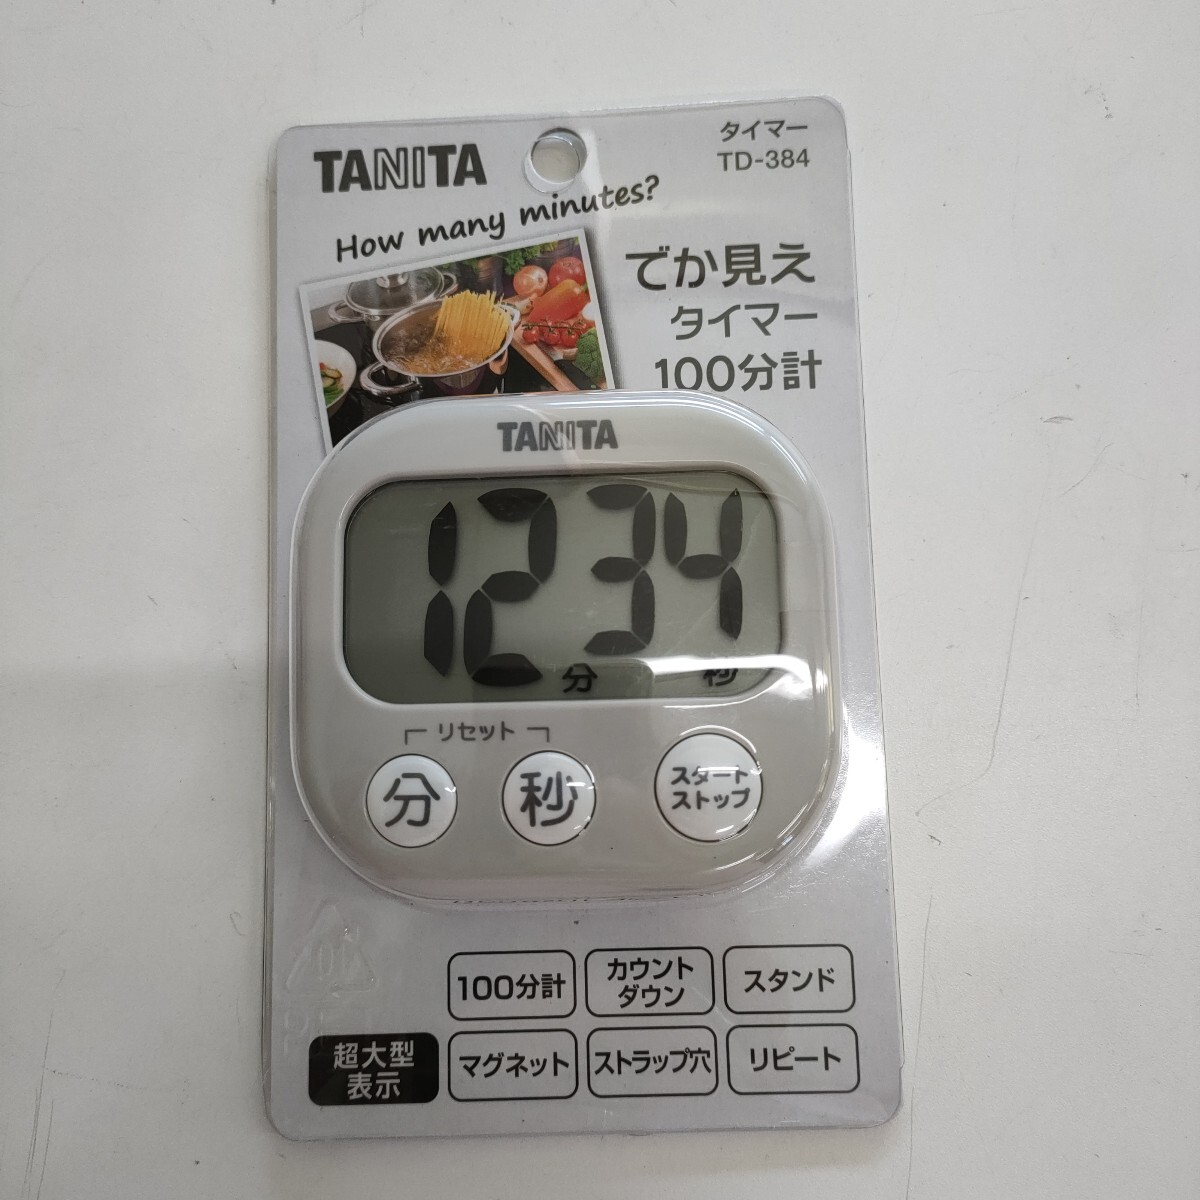 TANITA
タイマー
TD-384
How many minutes?
でか見え
タイマー
100分計
TANITA
12 34
分 秒
リセット
分
秒
スタート
ストップ
100分計
カウント
ダウン
スタンド
超大型
表示
マグネット
ストラップ穴
リピート